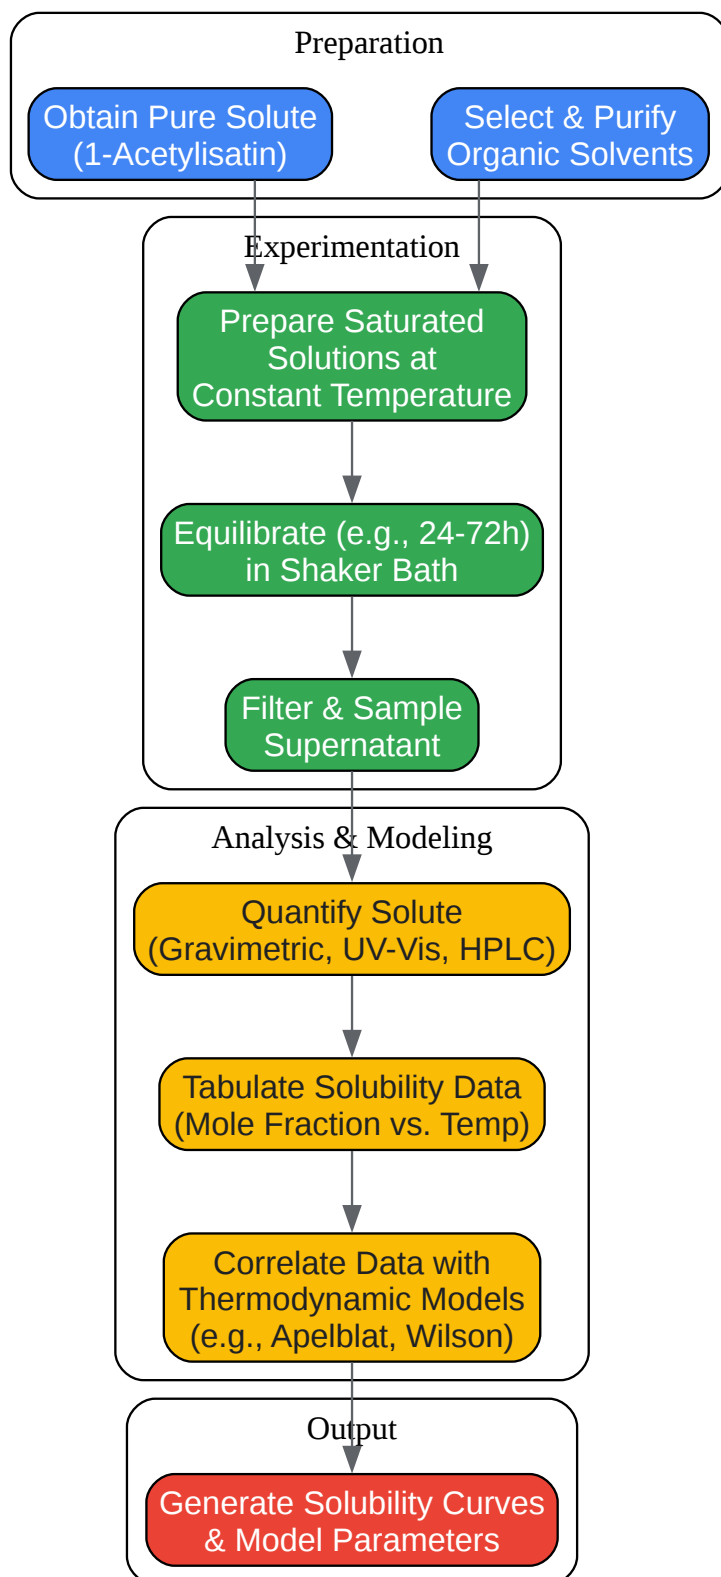 Preparation
Obtain Pure Solute
(1-Acetylisatin)
Select & Purify
Organic Solvents
Experimentation
Prepare Saturated
Solutions at
Constant Temperature
Equilibrate (e.g., 24-72h)
in Shaker Bath
Filter & Sample
Supernatant
Analysis & Modeling
Quantify Solute
(Gravimetric, UV-Vis, HPLC)
Tabulate Solubility Data
(Mole Fraction vs. Temp)
Correlate Data with
Thermodynamic Models
(e.g., Apelblat, Wilson)
Output
Generate Solubility Curves
& Model Parameters